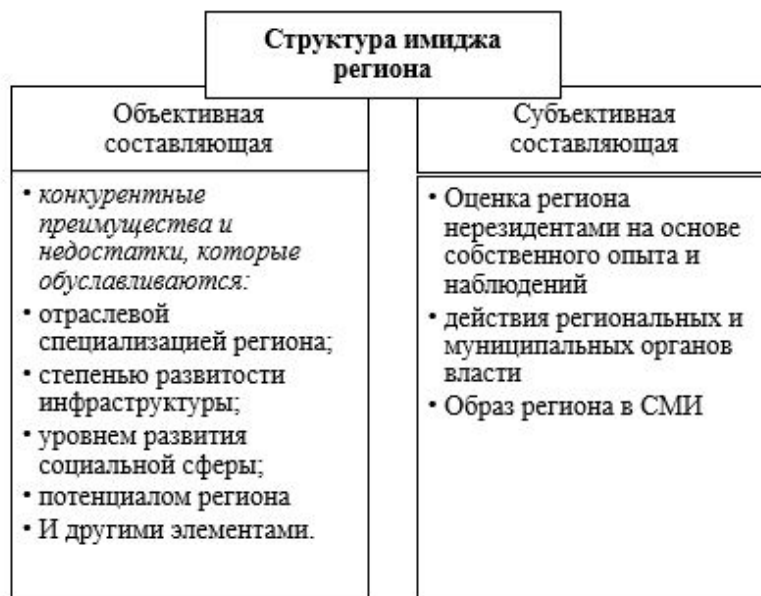 Структура имиджа
региона
Объективная
составляющая
• конкурентные
преимущества и
недостатки, которые
обуславливаются:
• отраслевой
специализацией региона;
• степенью развитости
инфраструктуры;
• уровнем развития
социальной сферы;
• потенциалом региона
• И другими элементами.
Субъективная
составляющая
• Оценка региона
нерезидентами на основе
собственного опыта и
наблюдений
• действия региональных и
муниципальных органов
власти
• Образ региона в СМИ